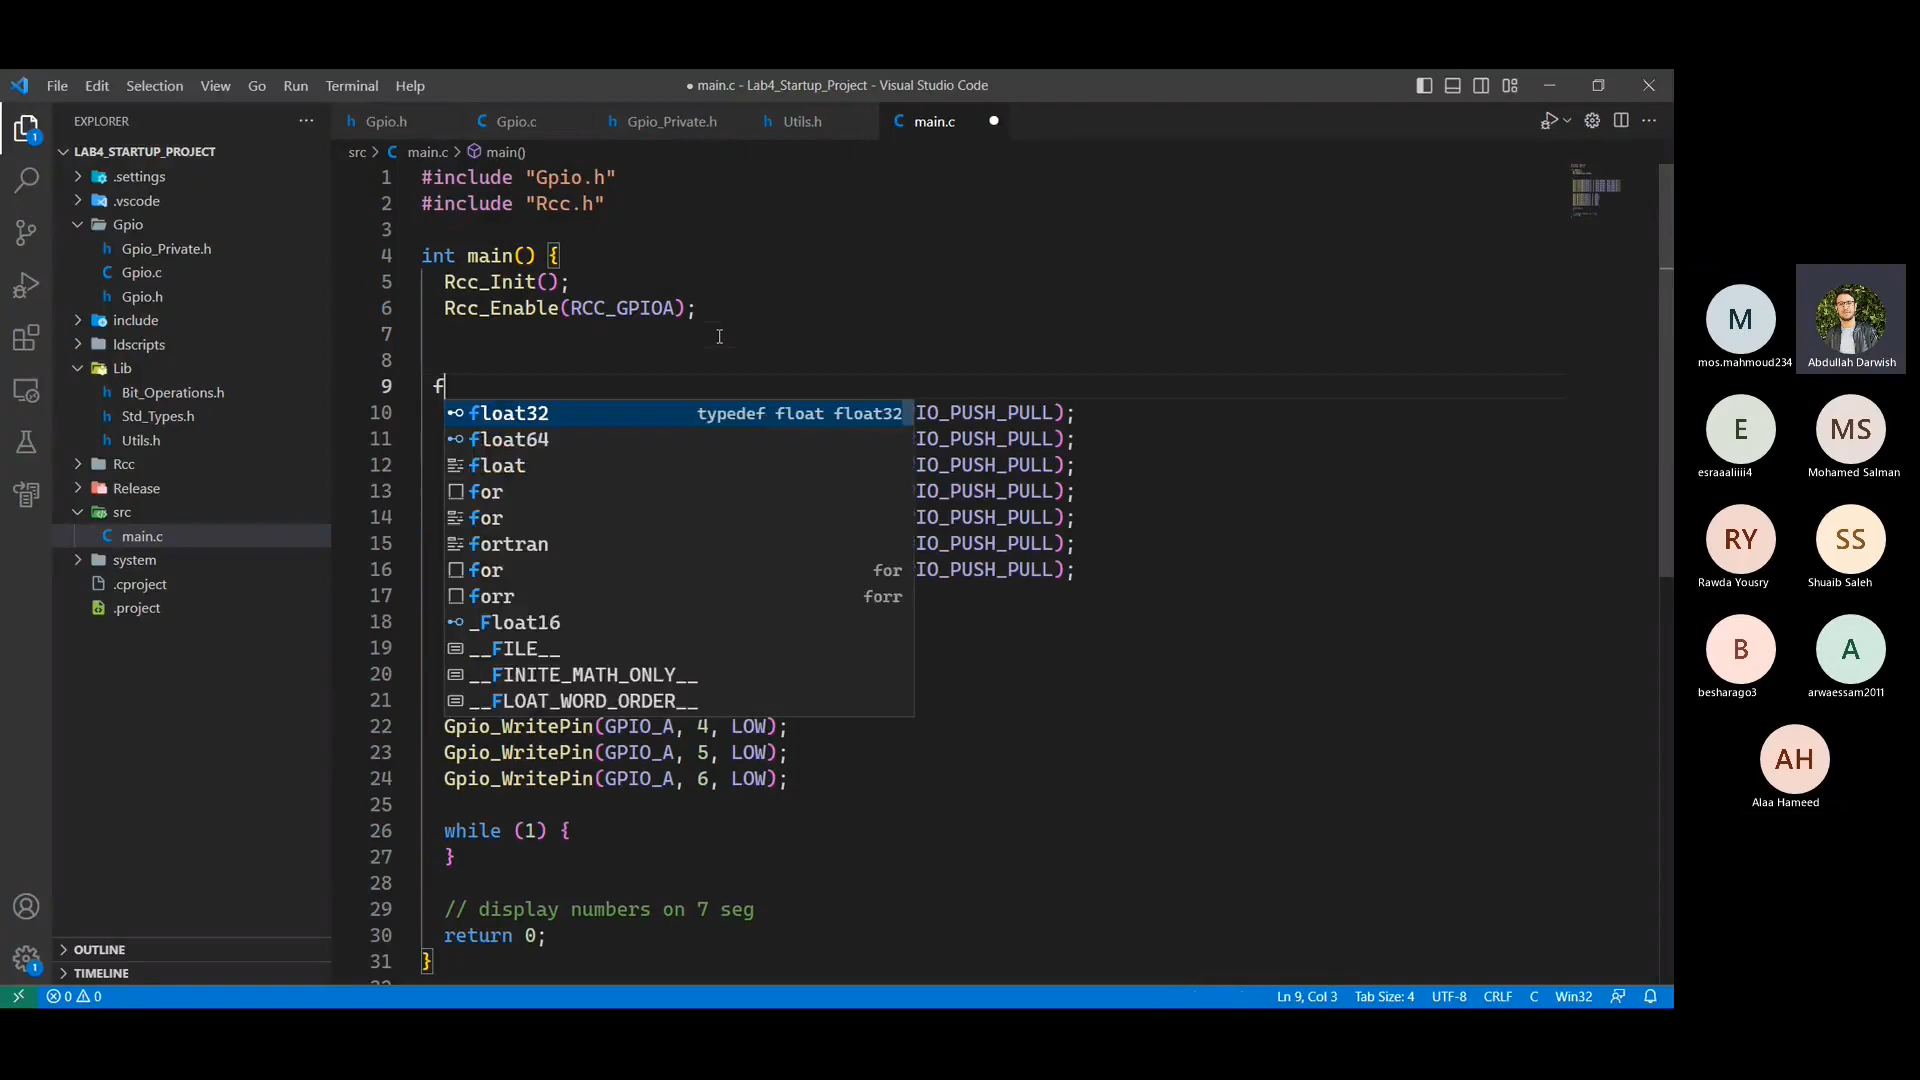 File Edit Selection View Go Run Terminal Help
● main.c - Lab4_Startup_Project - Visual Studio Code
EXPLORER
Gpio.h
Gpio.c
Gpio_Private.h
Utils.h
main.c
LAB4_STARTUP_PROJECT
.settings
.vscode
Gpio
Gpio_Private.h
Gpio.c
Gpio.h
include
ldscripts
Lib
Bit_Operations.h
Std_Types.h
Utils.h
Rcc
Release
src
main.c
system
.cproject
.project
OUTLINE
TIMELINE
src > C main.c > main()
1 #include "Gpio.h"
2 #include "Rcc.h"
3
4 int main() {
5 Rcc_Init();
6 Rcc_Enable(RCC_GPIOA);
7
8
9 f
10 IO_PUSH_PULL);
11 IO_PUSH_PULL);
12 IO_PUSH_PULL);
13 IO_PUSH_PULL);
14 IO_PUSH_PULL);
15 IO_PUSH_PULL);
16 IO_PUSH_PULL);
17
18
19
20
21
float32 typedef float float32
float64
float
for
for
fortran
for for
forr forr
_Float16
__FILE__
__FINITE_MATH_ONLY__
__FLOAT_WORD_ORDER__
22 Gpio_WritePin(GPIO_A, 4, LOW);
23 Gpio_WritePin(GPIO_A, 5, LOW);
24 Gpio_WritePin(GPIO_A, 6, LOW);
25
26 while (1) {
27 }
28
29 // display numbers on 7 seg
30 return 0;
31 }
0 0
Ln 9, Col 3 Tab Size: 4 UTF-8 CRLF C Win32
M
mos.mahmoud234
Abdullah Darwish
E
esraaaliiii4
MS
Mohamed Salman
RY
Rawda Yousry
SS
Shuaib Saleh
B
besharago3
A
arwaessam2011
AH
Alaa Hameed